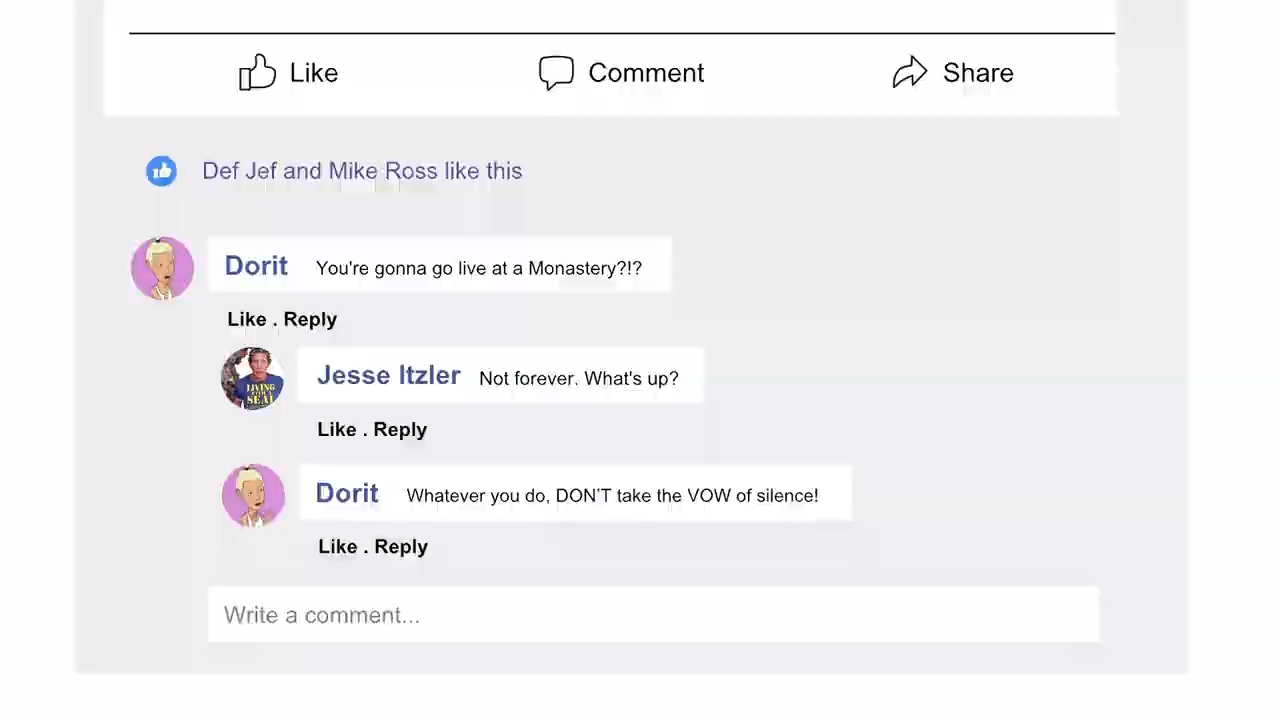 Like Comment Share
Def Jef and Mike Ross like this
Dorit You're gonna go live at a Monastery?!?
Like . Reply
Jesse Itzler Not forever. What's up?
LIVING
SEAL
Like . Reply
Dorit Whatever you do, DON'T take the VOW of silence!
Like . Reply
Write a comment...